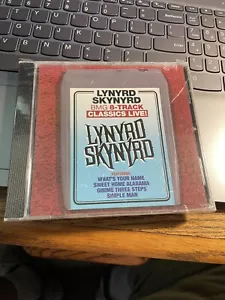 LYNYRD
SKYNYRD
BMG 8-TRACK
CLASSICS LIVE!
LYNYRD
SKYNYRD
FEATURING
WHAT'S YOUR NAME
SWEET HOME ALABAMA
GIMME THREE STEPS
SIMPLE MAN